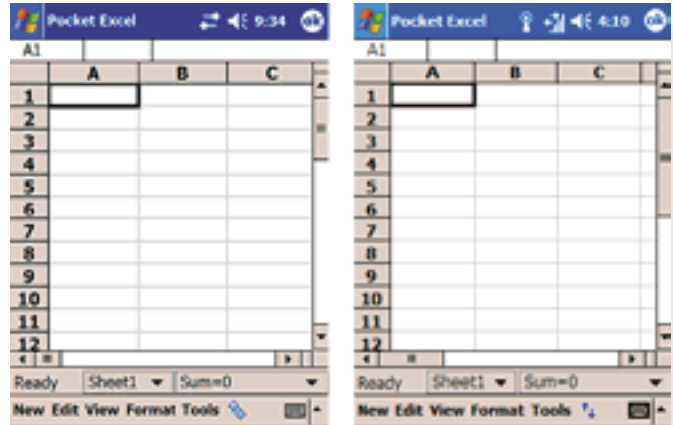 Pocket Excel 9:34 ok
A1
A B C
1
2
3
4
5
6
7
8
9
10
11
12
Ready Sheet1 Sum=0
New Edit View Format Tools
Pocket Excel 4:10 ok
A1
A B C
1
2
3
4
5
6
7
8
9
10
11
12
Ready Sheet1 Sum=0
New Edit View Format Tools